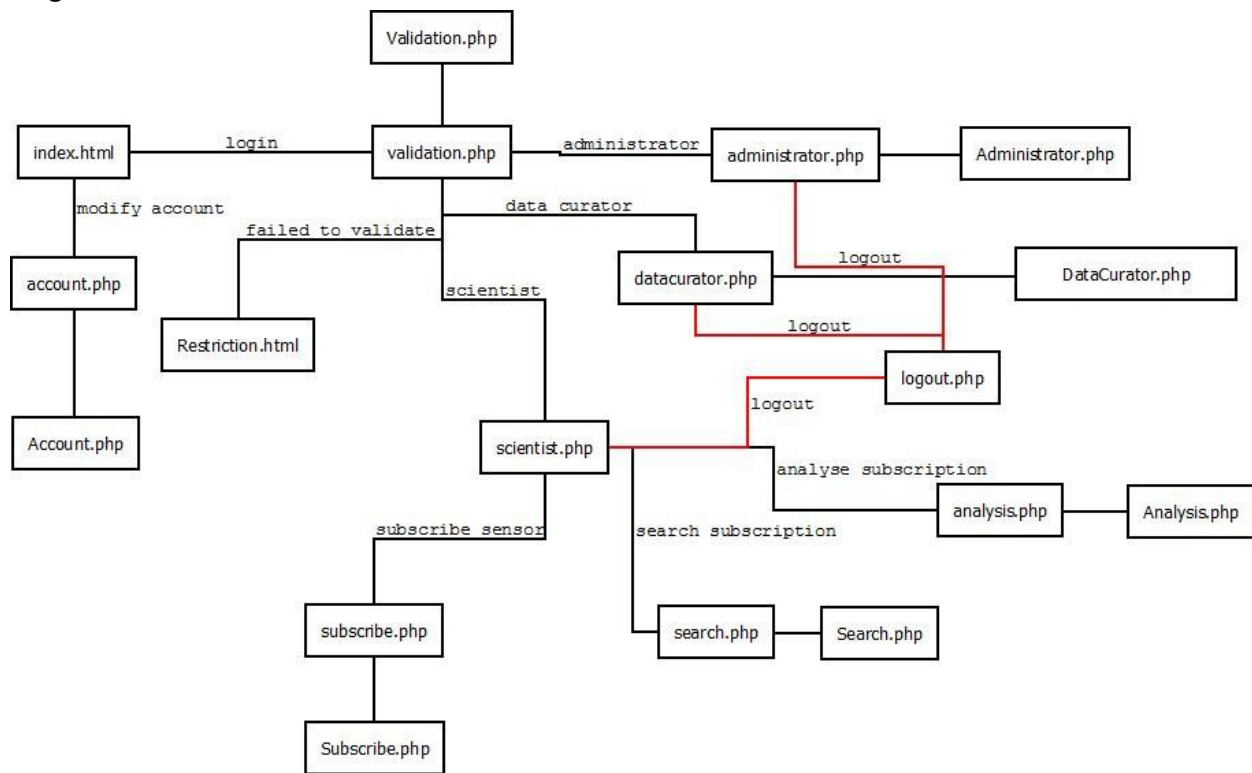 Validation.php
index.html
login
validation.php
administrator
administrator.php
Administrator.php
modify account
data curator
failed to validate
account.php
scientist
datacurator.php
logout
DataCurator.php
Restriction.html
logout
logout.php
Account.php
scientist.php
logout
analyse subscription
analysis.php
Analysis.php
subscribe sensor
search subscription
subscribe.php
search.php
Search.php
Subscribe.php